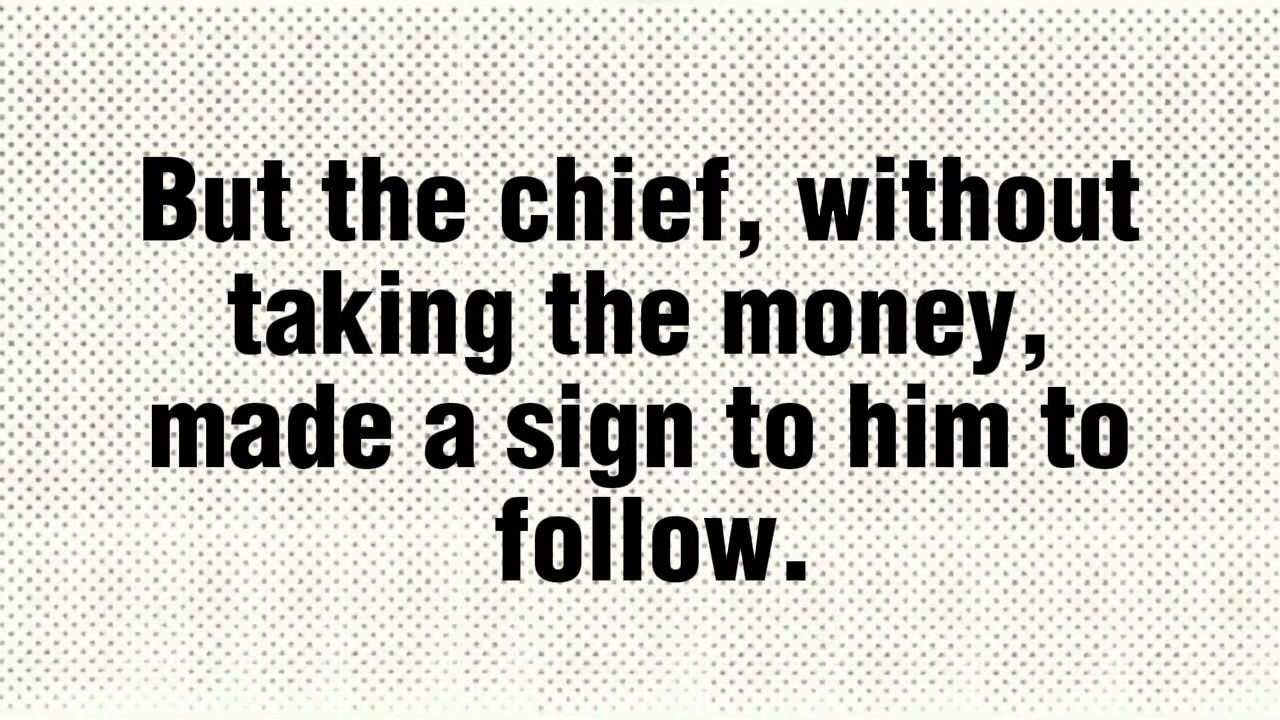 But the chief, without
taking the money,
made a sign to him to
follow.